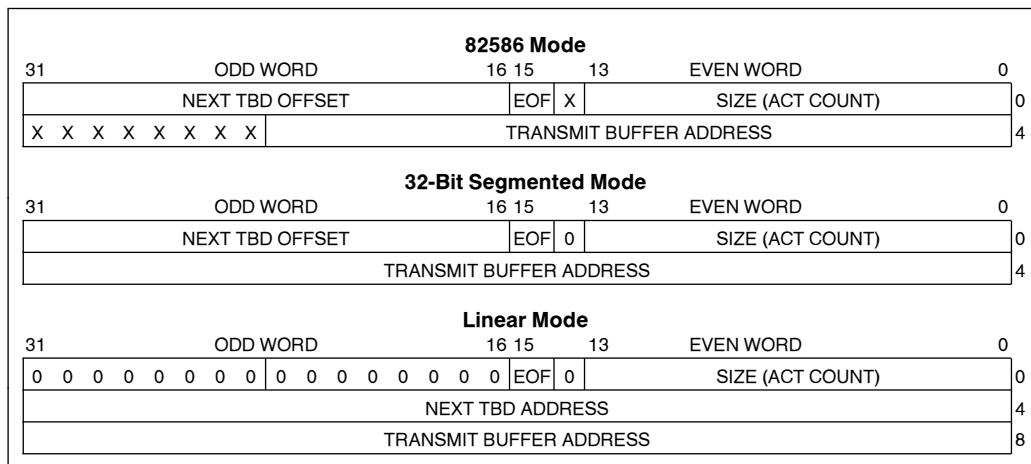 82586 Mode
31 ODD WORD 16 15 13 EVEN WORD 0
NEXT TBD OFFSET EOF X SIZE (ACT COUNT) 0
X X X X X X X X TRANSMIT BUFFER ADDRESS 4
32-Bit Segmented Mode
31 ODD WORD 16 15 13 EVEN WORD 0
NEXT TBD OFFSET EOF 0 SIZE (ACT COUNT) 0
TRANSMIT BUFFER ADDRESS 4
Linear Mode
31 ODD WORD 16 15 13 EVEN WORD 0
0 0 0 0 0 0 0 0 0 0 0 0 0 0 0 0 EOF 0 SIZE (ACT COUNT) 0
NEXT TBD ADDRESS 4
TRANSMIT BUFFER ADDRESS 8